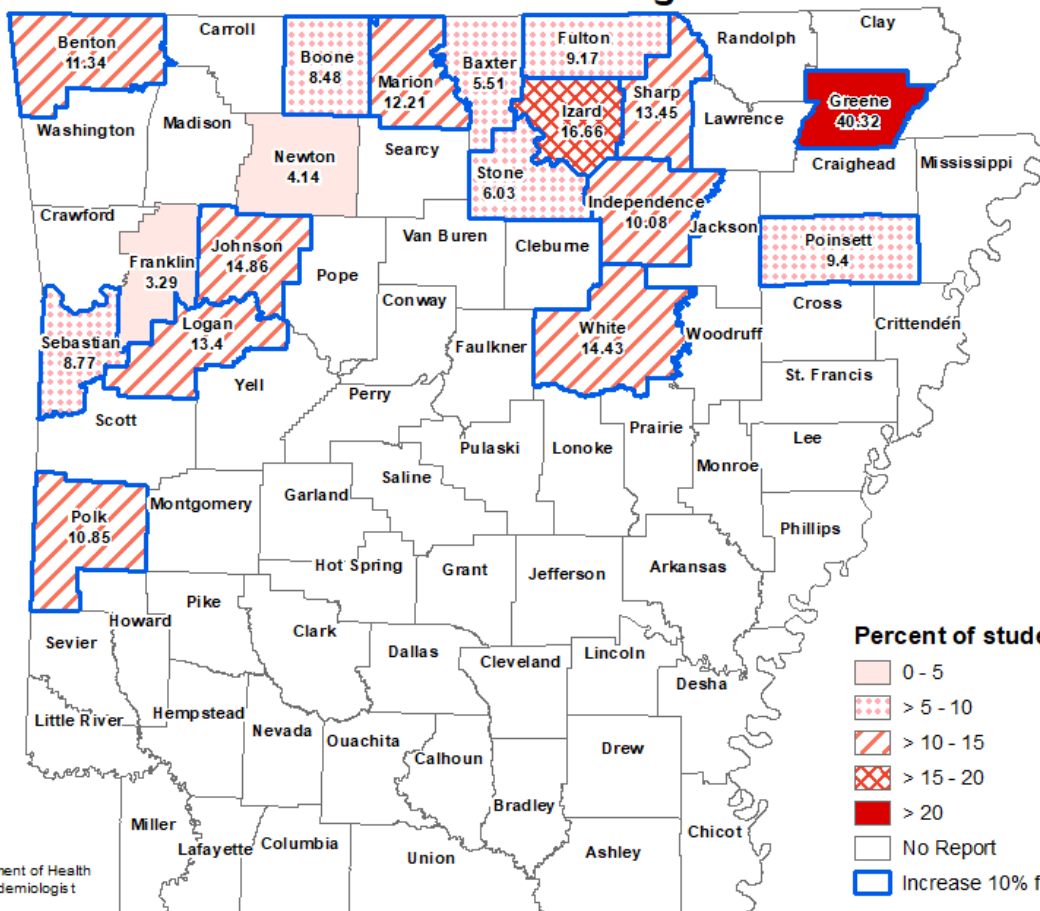 Benton
11.34
Carroll
Boone
8.48
Marion
12.21
Baxter
5.51
Fulton
9.17
Sharp
13.45
Izard
16.66
Randolph
Clay
Greene
40.32
Lawrence
Washington
Madison
Newton
4.14
Searcy
Stone
6.03
Independence
10.08
Jackson
Craighead
Mississippi
Crawford
Franklin
3.29
Johnson
14.86
Pope
Van Buren
Cleburne
Poinsett
9.4
Sebastian
8.77
Logan
13.4
Conway
Faulkner
White
14.43
Woodruff
Cross
Crittenden
Scott
Yell
Perry
St. Francis
Pulaski
Lonoke
Prairie
Lee
Monroe
Saline
Garland
Montgomery
Polk
10.85
Phillips
Hot Spring
Grant
Jefferson
Arkansas
Pike
Howard
Sevier
Clark
Dallas
Cleveland
Lincoln
Desha
Little River
Hempstead
Nevada
Ouachita
Calhoun
Drew
Bradley
Miller
Lafayette
Columbia
Union
Ashley
Chicot
Percent of stude
0 - 5
> 5 - 10
> 10 - 15
> 15 - 20
> 20
No Report
Increase 10% f
ment of Health
demiologist